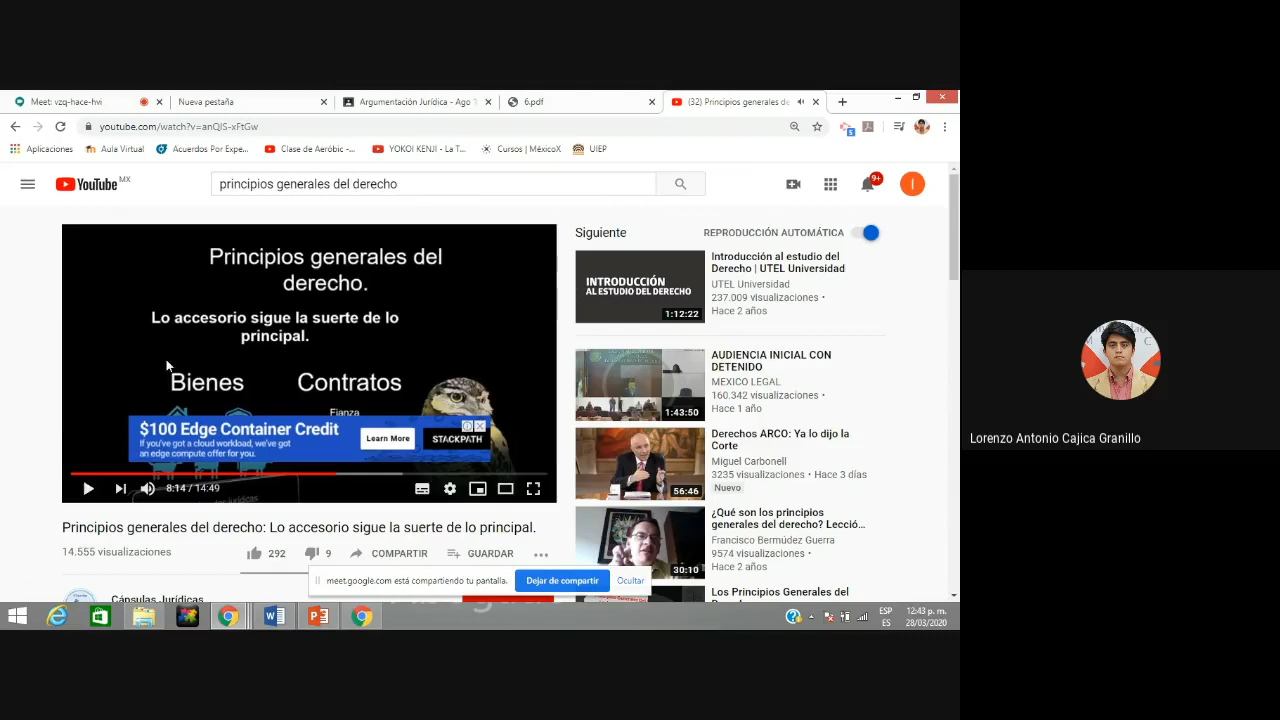 Meet: vzq-hace-hvi
Nueva pestaña
Argumentación Jurídica - Ago 1
6.pdf
(32) Principios generales de
youtube.com/watch?v=anQIS-xFtGw
Aplicaciones
Aula Virtual
Acuerdos Por Expe...
Clase de Aeróbic -...
YOKOI KENJI - La T...
Cursos | MéxicoX
UIEP
YouTube MX
principios generales del derecho
9+
I
Principios generales del
derecho.
Lo accesorio sigue la suerte de lo
principal.
Bienes
Contratos
Fianza
$100 Edge Container Credit
If you've got a cloud workload, we've got
an edge compute offer for you.
Learn More
STACKPATH
8:14 / 14:49
Principios generales del derecho: Lo accesorio sigue la suerte de lo principal.
14.555 visualizaciones
292
9
COMPARTIR
GUARDAR
Cápsulas Jurídicas
Siguiente
REPRODUCCIÓN AUTOMÁTICA
INTRODUCCIÓN
AL ESTUDIO DEL DERECHO
1:12:22
Introducción al estudio del
Derecho | UTEL Universidad
UTEL Universidad
237.009 visualizaciones •
Hace 2 años
1:43:50
AUDIENCIA INICIAL CON
DETENIDO
MEXICO LEGAL
160.342 visualizaciones •
Hace 1 año
56:46
Derechos ARCO: Ya lo dijo la
Corte
Miguel Carbonell
3235 visualizaciones • Hace 3 días
Nuevo
30:10
¿Qué son los principios
generales del derecho? Lecció...
Francisco Bermúdez Guerra
9574 visualizaciones •
Hace 2 años
Los Principios Generales del
meet.google.com está compartiendo tu pantalla.
Dejar de compartir
Ocultar
ESP
ES
12:43 p. m.
28/03/2020
Lorenzo Antonio Cajica Granillo